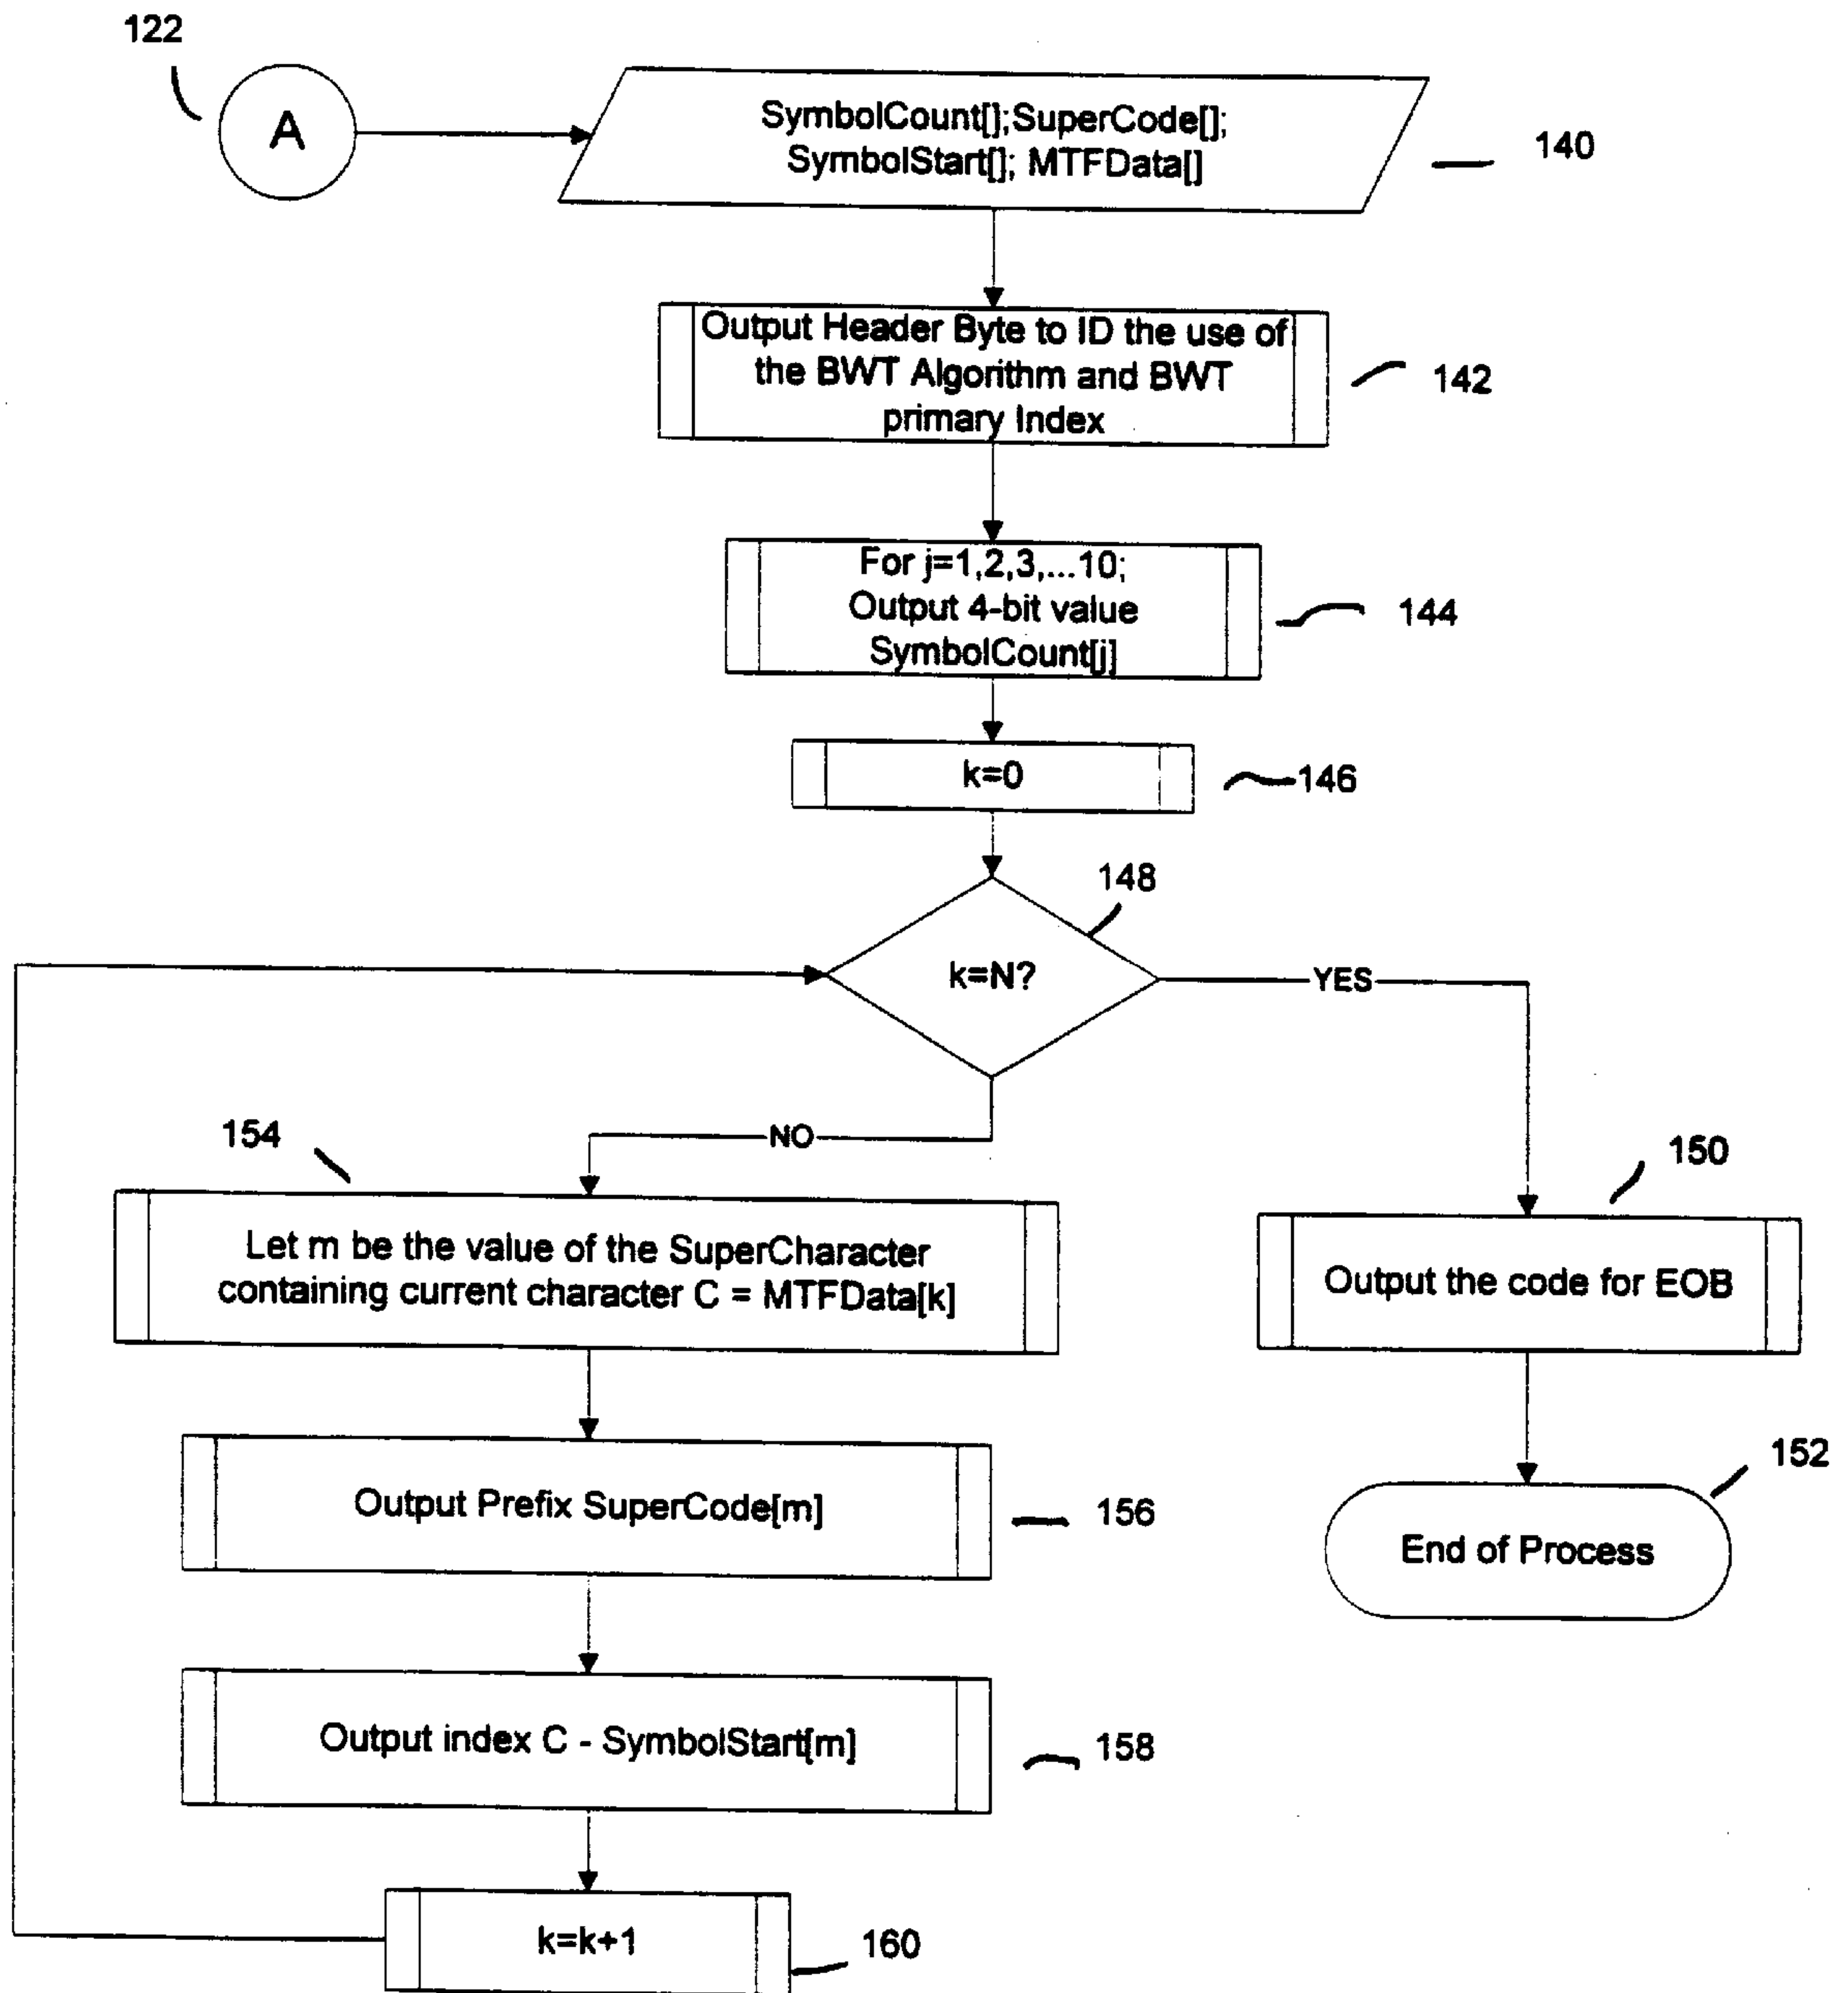 122
A
SymbolCount[];SuperCode[];
SymbolStart[]; MTFData[]
140
Output Header Byte to ID the use of
the BWT Algorithm and BWT
primary Index
142
For j=1,2,3,...10;
Output 4-bit value
SymbolCount[j]
144
k=0
146
148
k=N?
YES
NO
154
Let m be the value of the SuperCharacter
containing current character C = MTFData[k]
150
Output the code for EOB
Output Prefix SuperCode[m]
156
152
End of Process
Output index C - SymbolStart[m]
158
k=k+1
160